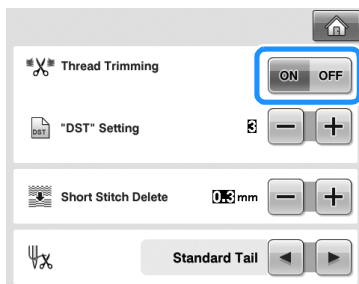 Thread Trimming
ON OFF
DST
"DST" Setting
3
Short Stitch Delete
0.3 mm
Standard Tail